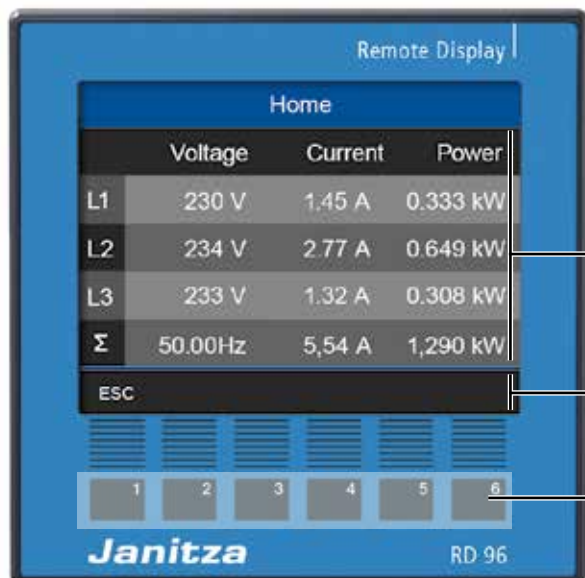 Remote Display
Home
Voltage Current Power
L1 230 V 1.45 A 0.333 kW
L2 234 V 2.77 A 0.649 kW
L3 233 V 1.32 A 0.308 kW
Σ 50.00Hz 5,54 A 1,290 kW
ESC
1 2 3 4 5 6
Janitza RD 96